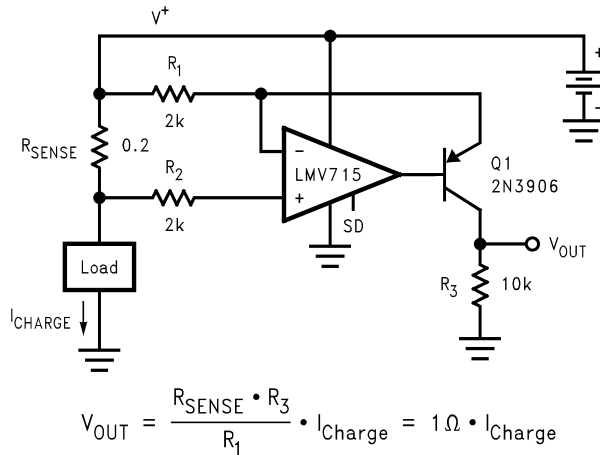 V+
R1
2k
RSENSE 0.2
R2
2k
− LMV715 +
SD
Q1
2N3906
+
−
Load
ICHARGE
VOUT
R3 10k
VOUT = RSENSE • R3 / R1 • ICharge = 1Ω • ICharge